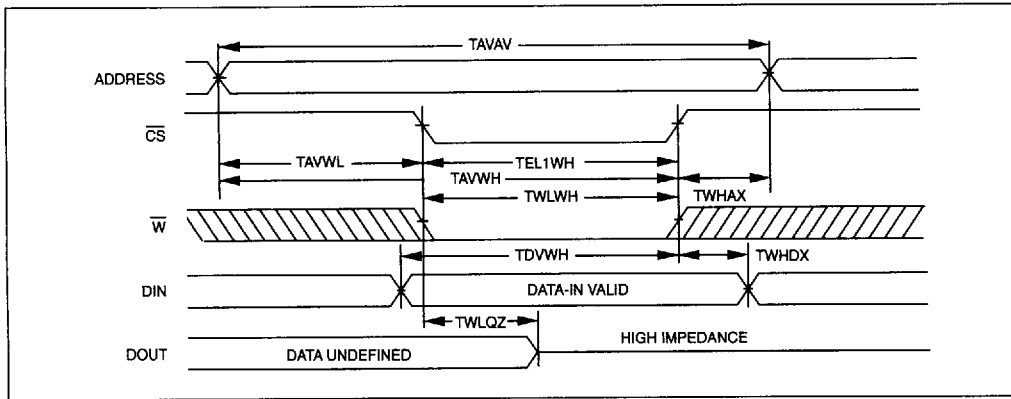 TAVAV
ADDRESS
C̅S̅
TAVWL
TEL1WH
TAVWH
TWLWH
TWHAX
W̅
TDVWH
TWHDX
DIN
DATA-IN VALID
TWLQZ
DOUT
DATA UNDEFINED
HIGH IMPEDANCE